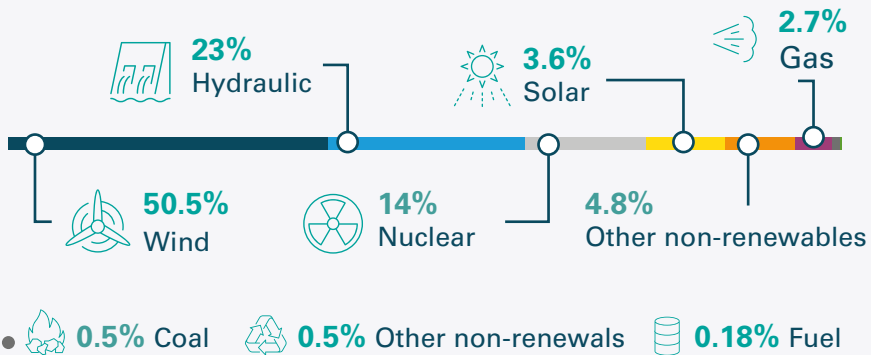 23%
Hydraulic
3.6%
Solar
2.7%
Gas
50.5%
Wind
14%
Nuclear
4.8%
Other non-renewables
0.5% Coal
0.5% Other non-renewals
0.18% Fuel